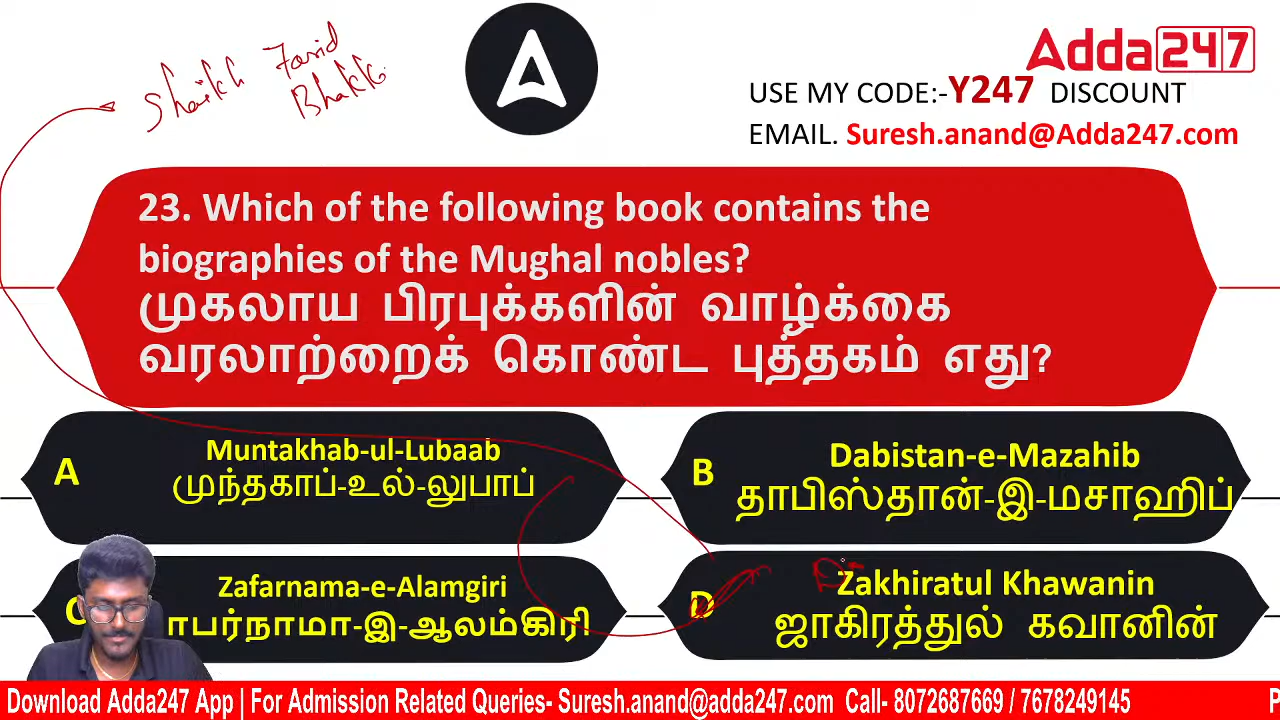 Shaikh Farid
Bhakk
Adda247
USE MY CODE:-Y247 DISCOUNT
EMAIL. Suresh.anand@Adda247.com
23. Which of the following book contains the
biographies of the Mughal nobles?
முகலாய பிரபுக்களின் வாழ்க்கை
வரலாற்றைக் கொண்ட புத்தகம் எது?
A
Muntakhab-ul-Lubaab
முந்தகாப்-உல்-லுபாப்
B
Dabistan-e-Mazahib
தாபிஸ்தான்-இ-மசாஹிப்
Zafarnama-e-Alamgiri
ாபர்நாமா-இ-ஆலம்கிரி
D
Zakhiratul Khawanin
ஜாகிரத்துல் கவானின்
Download Adda247 App | For Admission Related Queries- Suresh.anand@adda247.com Call- 8072687669 / 7678249145 P